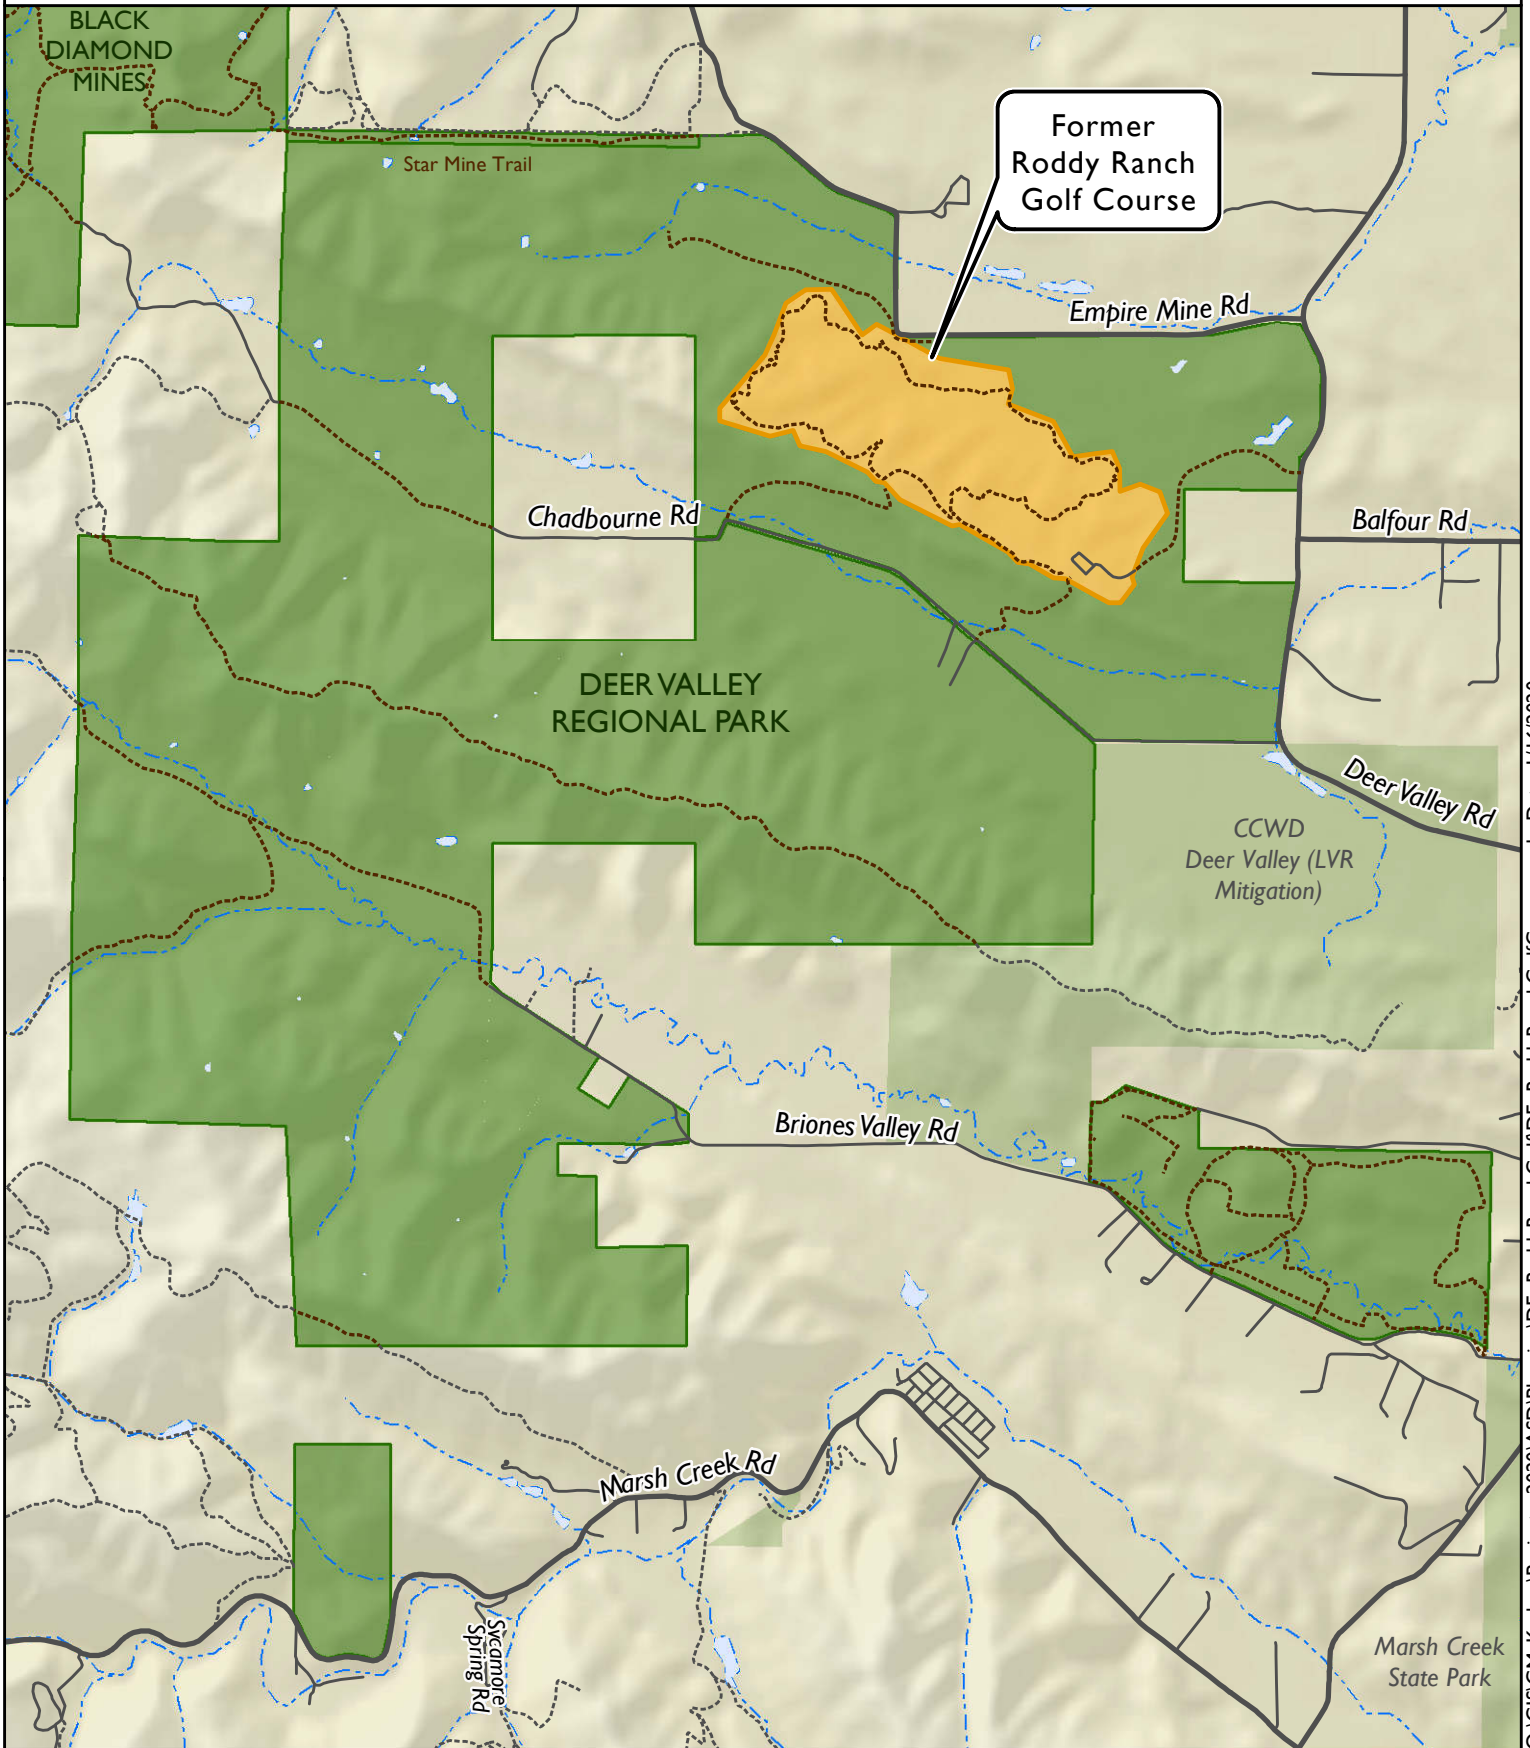 BLACK
DIAMOND
MINES
Star Mine Trail
Former
Roddy Ranch
Golf Course
Empire Mine Rd
Chadbourne Rd
Balfour Rd
DEER VALLEY
REGIONAL PARK
Deer Valley Rd
CCWD
Deer Valley (LVR
Mitigation)
Briones Valley Rd
Marsh Creek Rd
Sycamore
Spring Rd
Marsh Creek
State Park